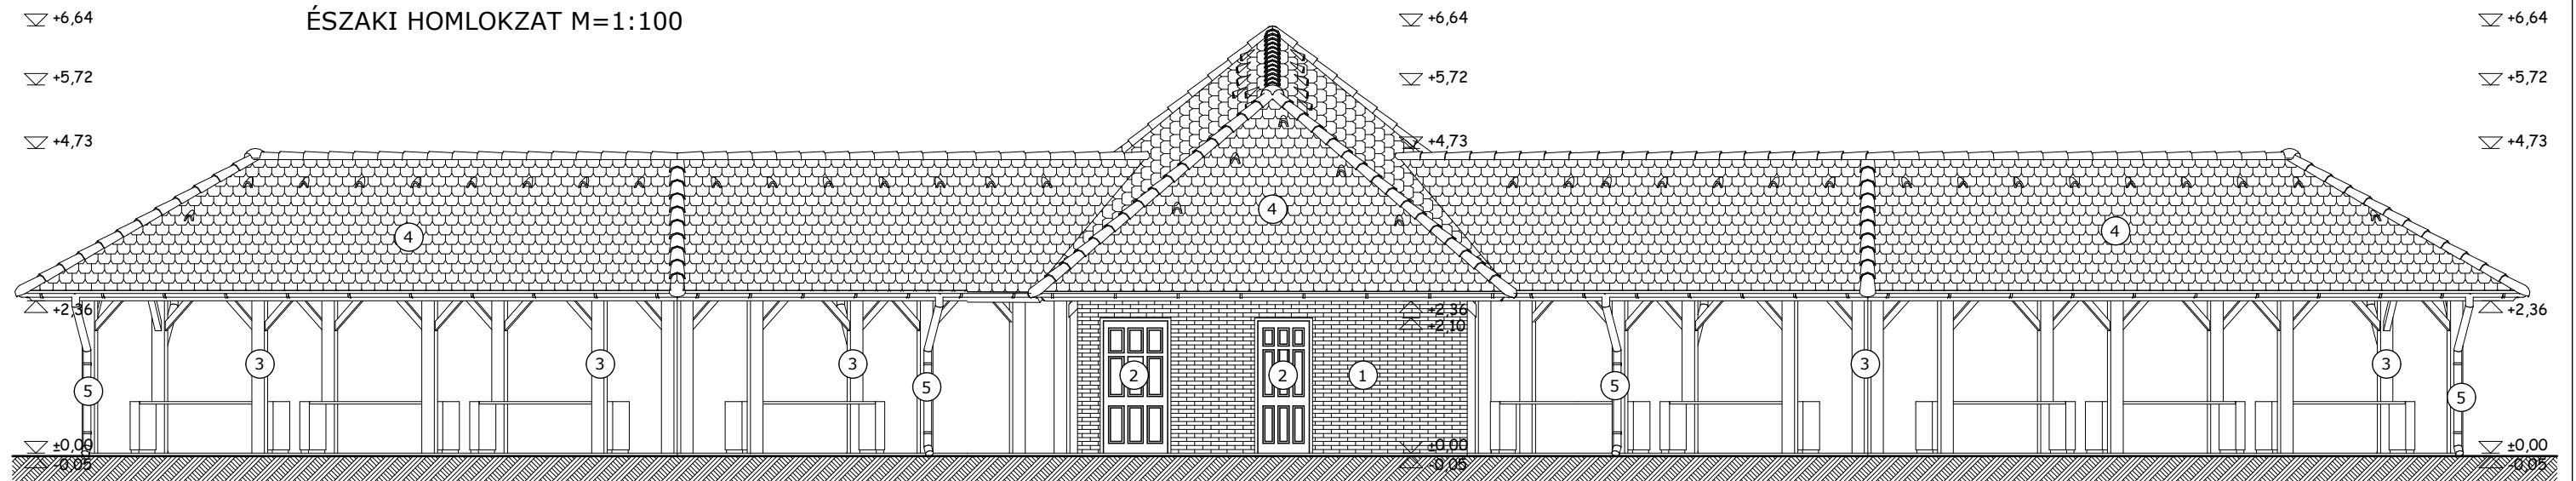 ÉSZAKI HOMLOKZAT M=1:100
+6,64 +6,64 +6,64
+5,72 +5,72 +5,72
+4,73 +4,73 +4,73
4 4 4
+2,36 +2,36 +2,36
+2,10
3 3 3 3 3
5 2 2 1 5 5 5
±0,00 ±0,00 ±0,00
-0,05 -0,05 -0,05